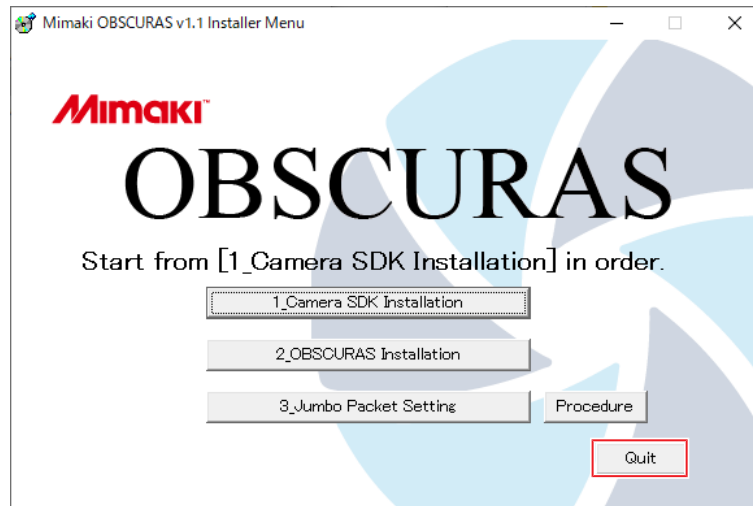 Mimaki OBSCURAS v1.1 Installer Menu
Mimaki™
OBSCURAS
Start from [1_Camera SDK Installation] in order.
1_Camera SDK Installation
2_OBSCURAS Installation
3_Jumbo Packet Setting Procedure
Quit